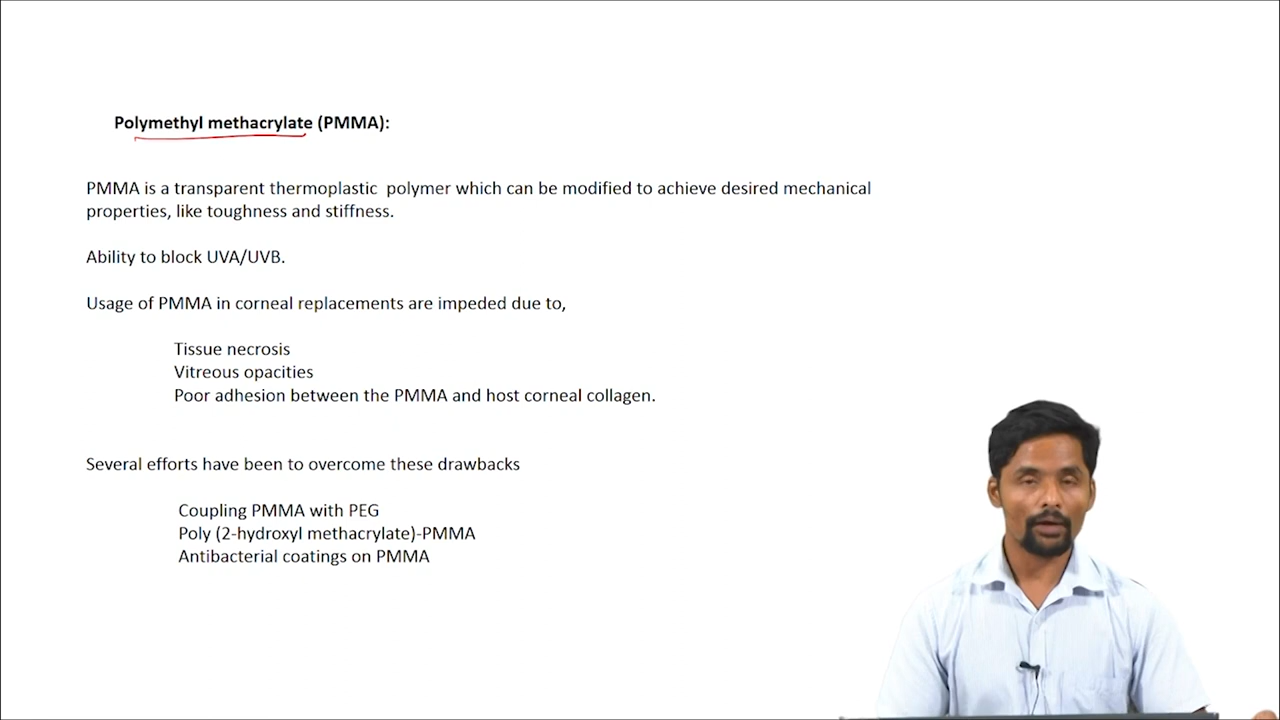 Polymethyl methacrylate (PMMA):
PMMA is a transparent thermoplastic polymer which can be modified to achieve desired mechanical
properties, like toughness and stiffness.
Ability to block UVA/UVB.
Usage of PMMA in corneal replacements are impeded due to,
Tissue necrosis
Vitreous opacities
Poor adhesion between the PMMA and host corneal collagen.
Several efforts have been to overcome these drawbacks
Coupling PMMA with PEG
Poly (2-hydroxyl methacrylate)-PMMA
Antibacterial coatings on PMMA